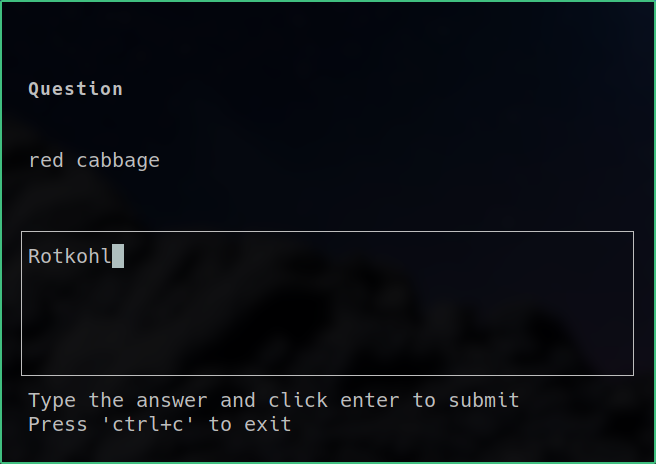 Question
red cabbage
Rotkohl
Type the answer and click enter to submit
Press 'ctrl+c' to exit